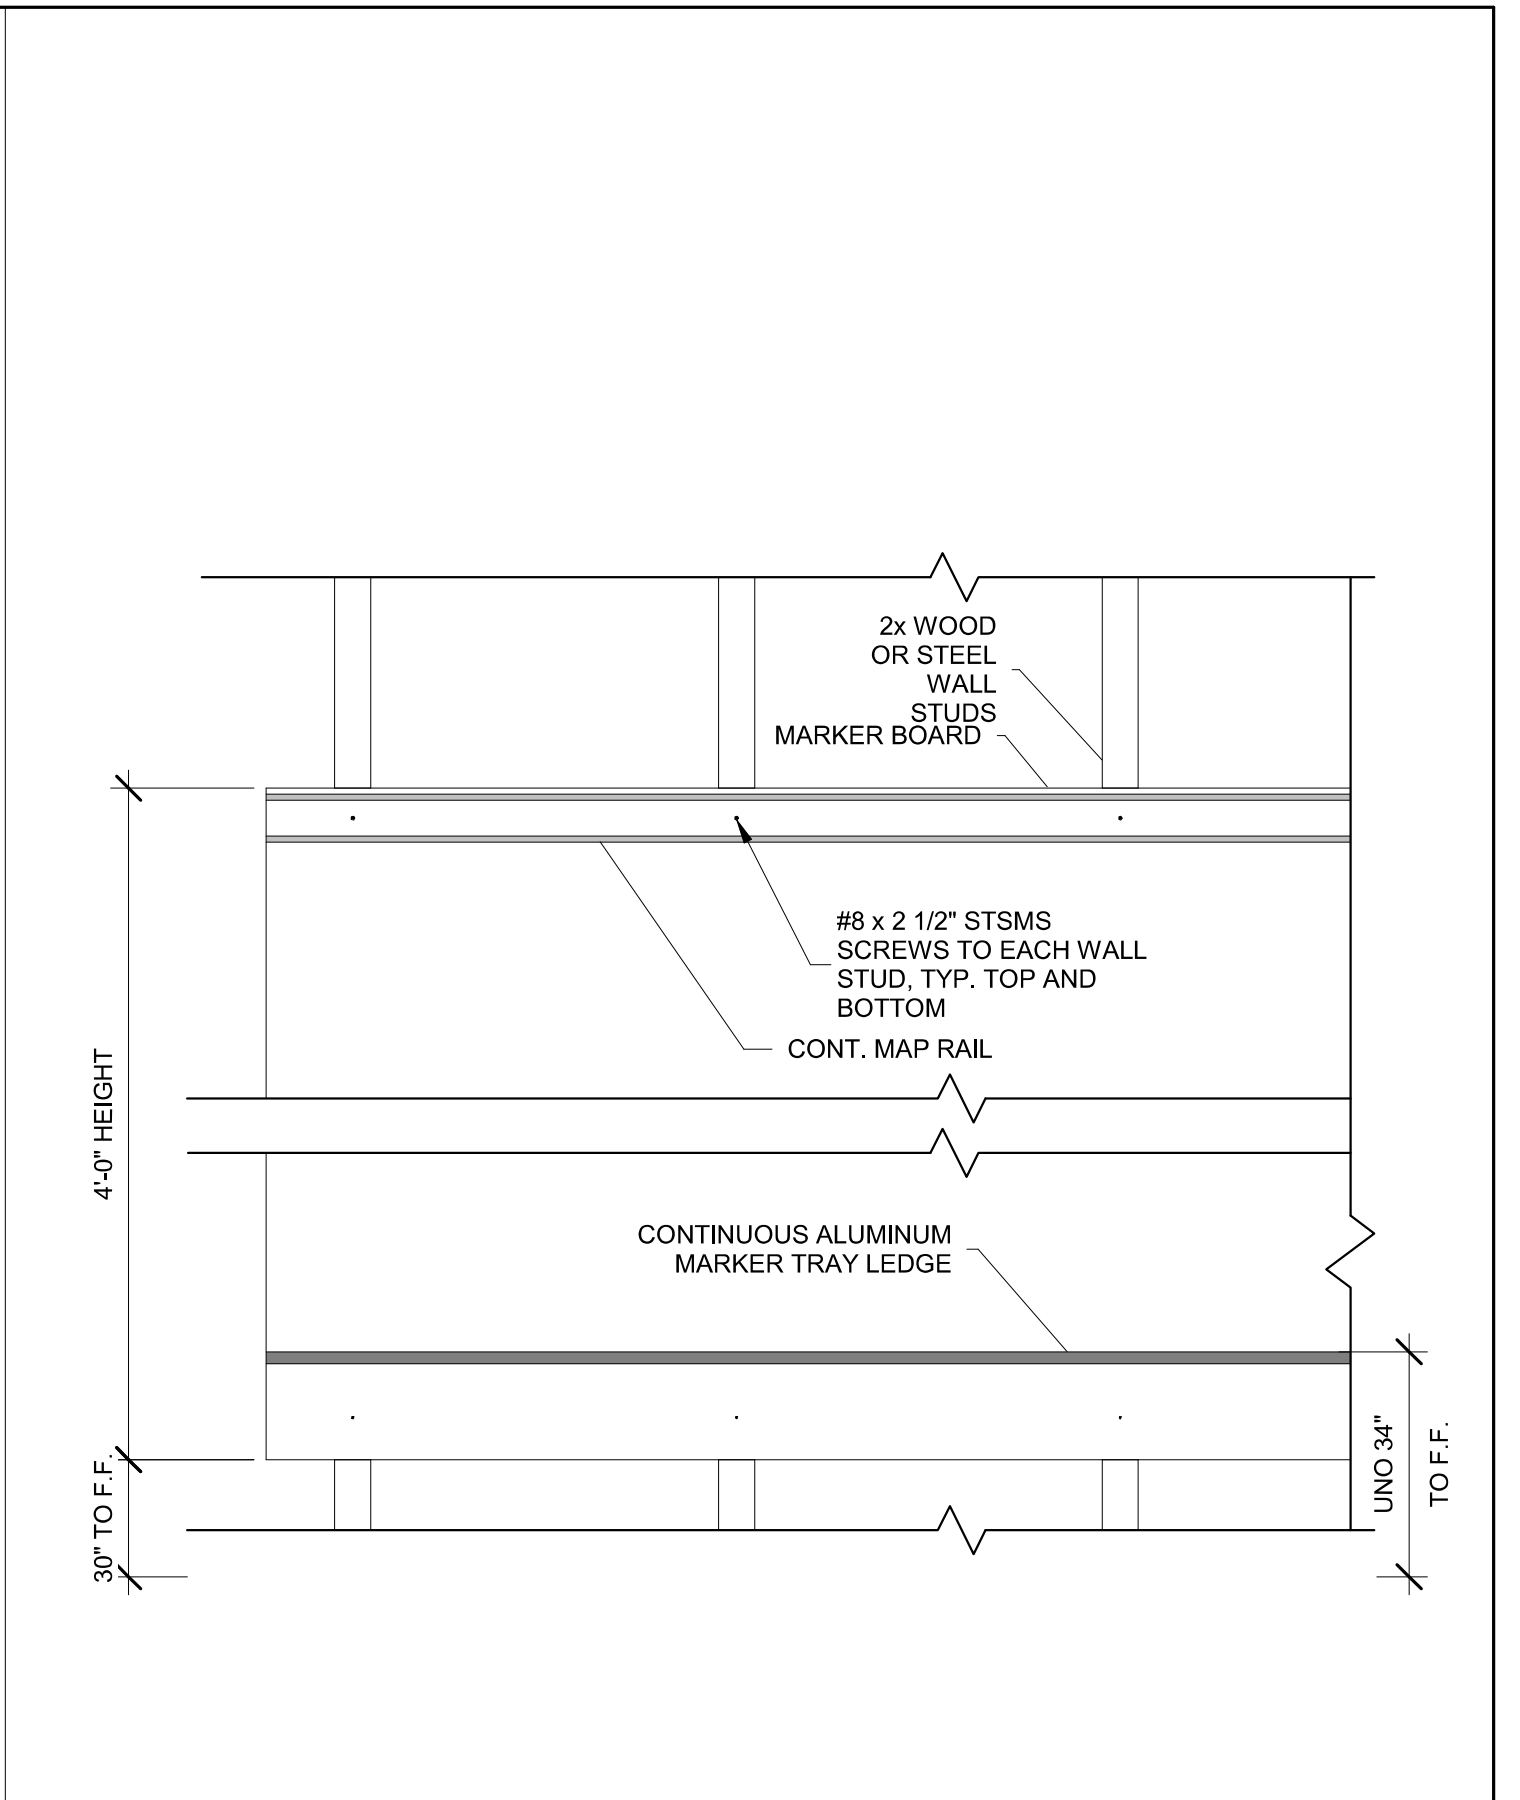 2x WOOD
OR STEEL
WALL
STUDS
MARKER BOARD
#8 x 2 1/2" STSMS
SCREWS TO EACH WALL
STUD, TYP. TOP AND
BOTTOM
CONT. MAP RAIL
4'-0" HEIGHT
CONTINUOUS ALUMINUM
MARKER TRAY LEDGE
30" TO F.F.
UNO 34"
TO F.F.